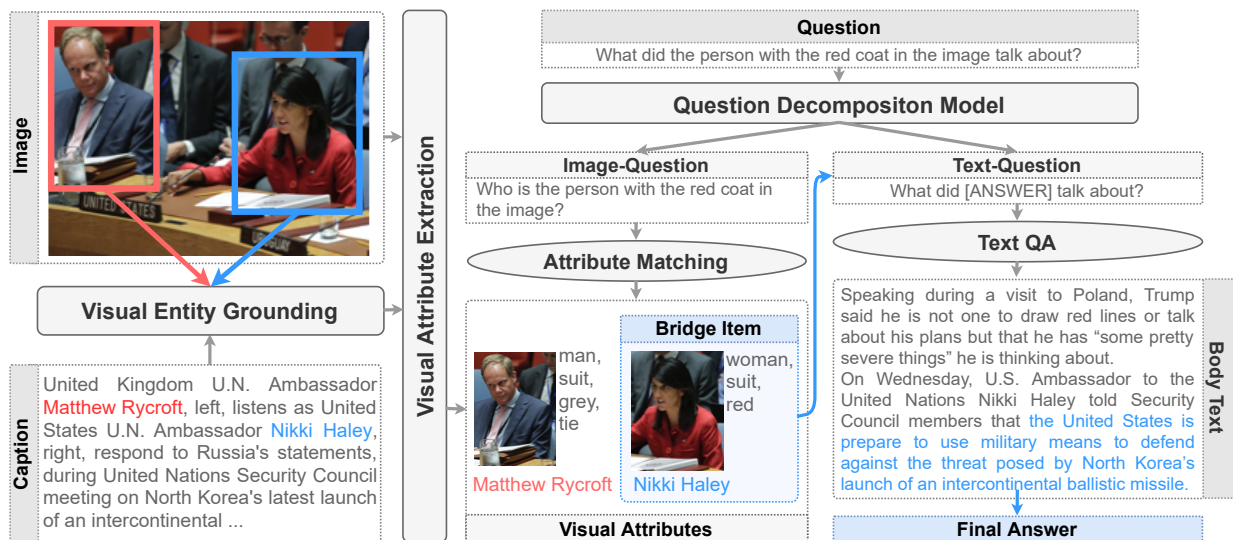 Image
UNITED STATES
URUGUAY
Visual Entity Grounding
Caption
United Kingdom U.N. Ambassador
Matthew Rycroft, left, listens as United
States U.N. Ambassador Nikki Haley,
right, respond to Russia's statements,
during United Nations Security Council
meeting on North Korea's latest launch
of an intercontinental ...
Visual Attribute Extraction
Question
What did the person with the red coat in the image talk about?
Question Decompositon Model
Image-Question
Who is the person with the red coat in
the image?
Attribute Matching
man,
suit,
grey,
tie
Matthew Rycroft
Bridge Item
woman,
suit,
red
Nikki Haley
Visual Attributes
Text-Question
What did [ANSWER] talk about?
Text QA
Speaking during a visit to Poland, Trump
said he is not one to draw red lines or talk
about his plans but that he has “some pretty
severe things” he is thinking about.
On Wednesday, U.S. Ambassador to the
United Nations Nikki Haley told Security
Council members that the United States is
prepare to use military means to defend
against the threat posed by North Korea’s
launch of an intercontinental ballistic missile.
Body Text
Final Answer